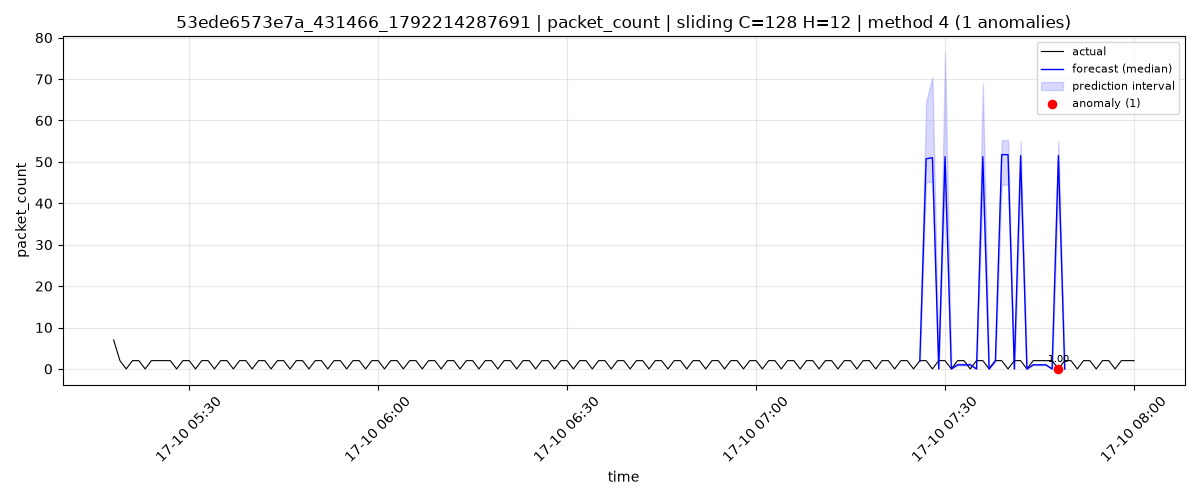 53ede6573e7a_431466_1792214287691 | packet_count | sliding C=128 H=12 | method 4 (1 anomalies)
packet_count
80
70
60
50
40
30
20
10
0
actual
forecast (median)
prediction interval
anomaly (1)
1.00
17-10 05:30
17-10 06:00
17-10 06:30
17-10 07:00
17-10 07:30
17-10 08:00
time